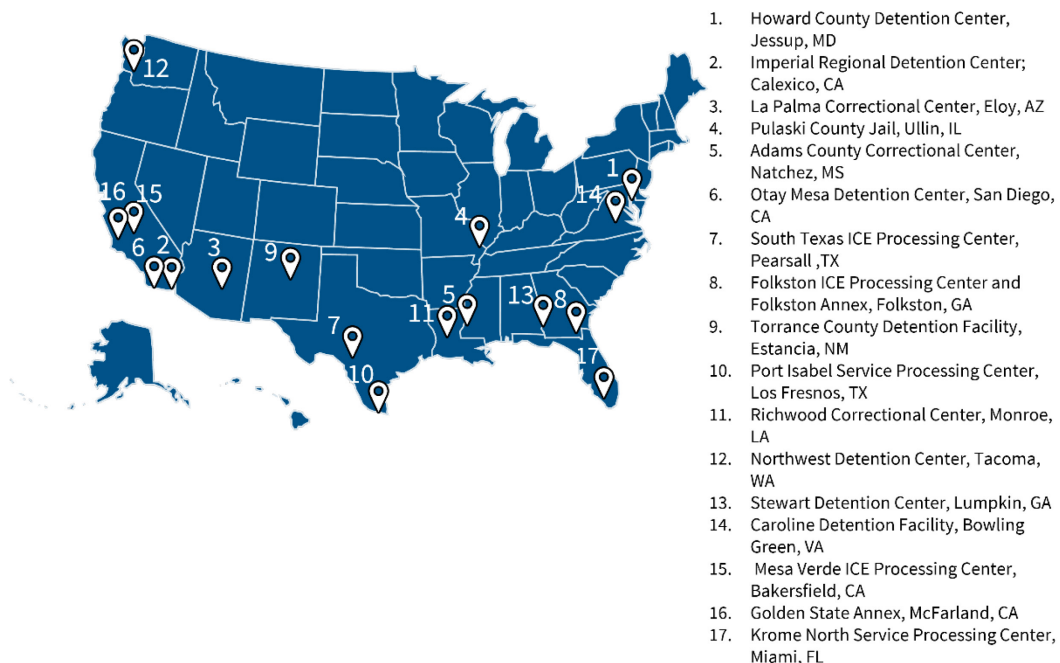 12
16 15
6 2 3 9
4
1
14
5
11
13 8
7
10
17
1. Howard County Detention Center,
Jessup, MD
2. Imperial Regional Detention Center;
Calexico, CA
3. La Palma Correctional Center, Eloy, AZ
4. Pulaski County Jail, Ullin, IL
5. Adams County Correctional Center,
Natchez, MS
6. Otay Mesa Detention Center, San Diego,
CA
7. South Texas ICE Processing Center,
Pearsall ,TX
8. Folkston ICE Processing Center and
Folkston Annex, Folkston, GA
9. Torrance County Detention Facility,
Estancia, NM
10. Port Isabel Service Processing Center,
Los Fresnos, TX
11. Richwood Correctional Center, Monroe,
LA
12. Northwest Detention Center, Tacoma,
WA
13. Stewart Detention Center, Lumpkin, GA
14. Caroline Detention Facility, Bowling
Green, VA
15. Mesa Verde ICE Processing Center,
Bakersfield, CA
16. Golden State Annex, McFarland, CA
17. Krome North Service Processing Center,
Miami, FL